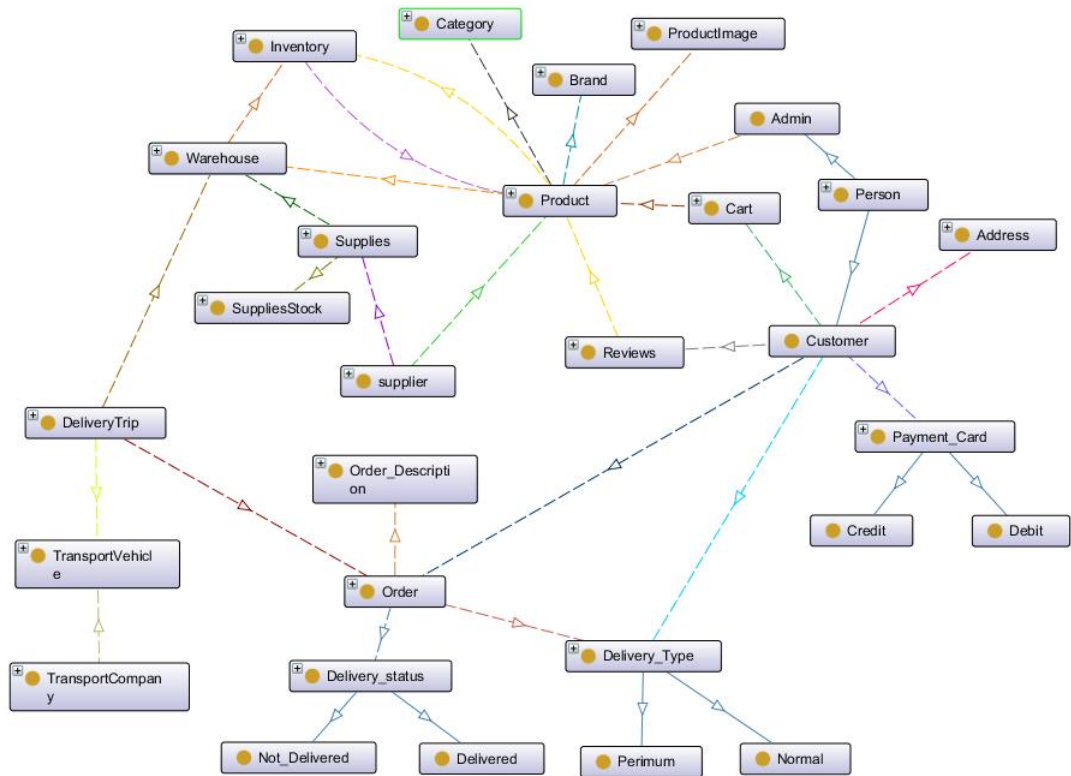 Category
ProductImage
Inventory
Brand
Admin
Warehouse
Product
Cart
Person
Supplies
Address
SuppliesStock
Customer
Reviews
supplier
DeliveryTrip
Payment_Card
Order_Descripti
on
Credit
Debit
TransportVehicl
e
Order
Delivery_Type
TransportCompan
y
Delivery_status
Not_Delivered
Delivered
Perimum
Normal